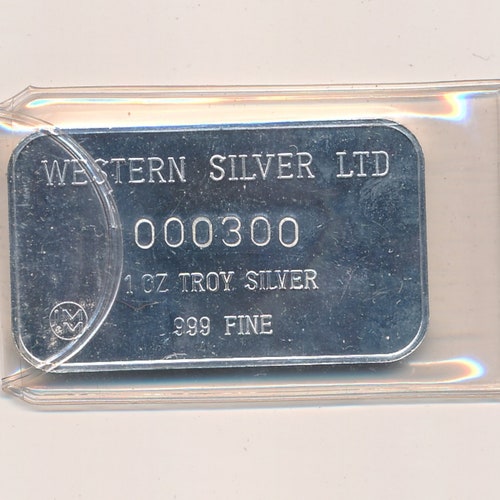 WESTERN SILVER LTD
000300
1 OZ TROY SILVER
999 FINE